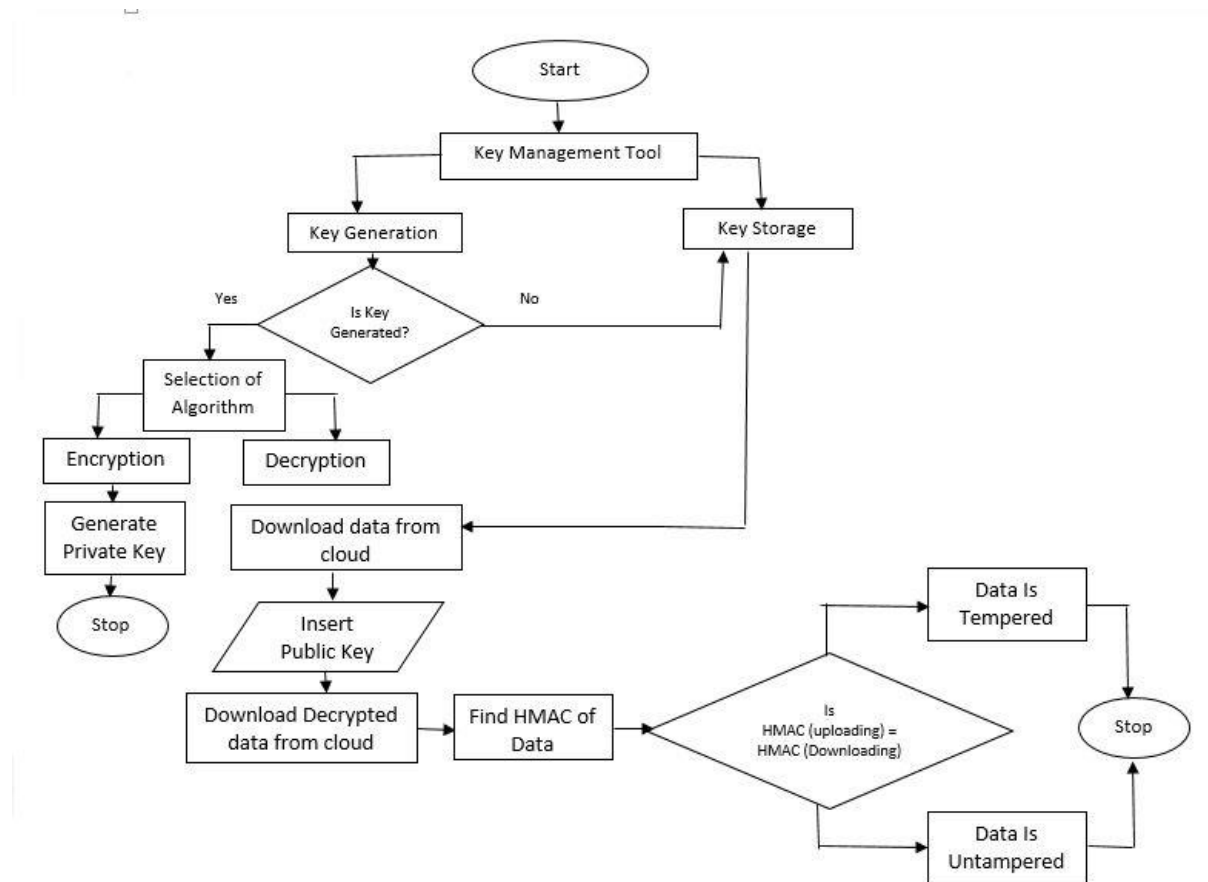 Start
Key Management Tool
Key Generation
Key Storage
Yes
No
Is Key
Generated?
Selection of
Algorithm
Encryption
Decryption
Generate
Private Key
Download data from
cloud
Stop
Insert
Public Key
Download Decrypted
data from cloud
Find HMAC of
Data
Is
HMAC (uploading) =
HMAC (Downloading)
Data Is
Tempered
Stop
Data Is
Untampered